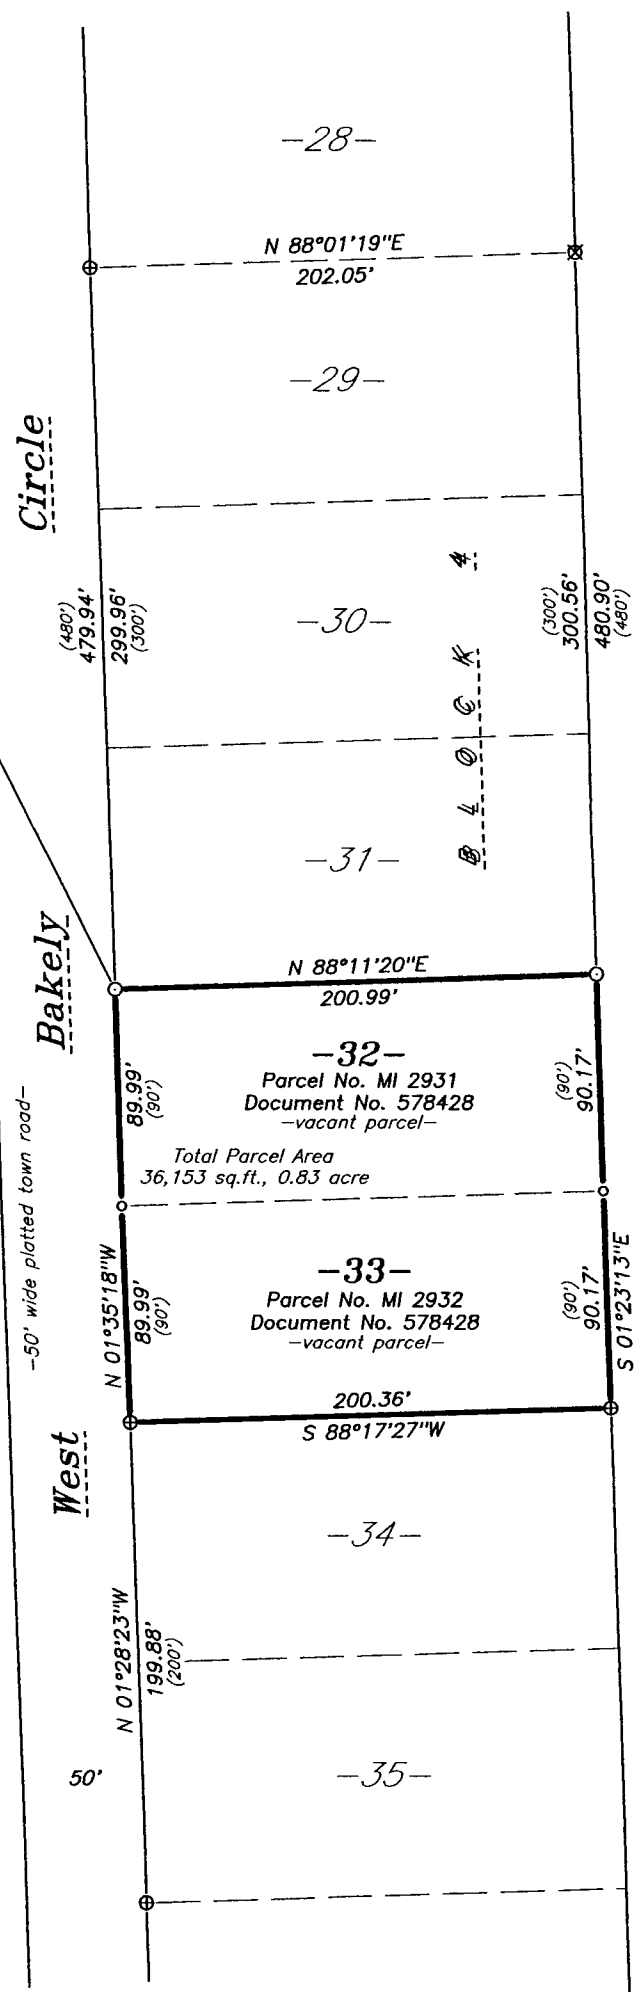 -28-
N 88°01'19"E
202.05'
-29-
Circle
(480')
479.94'
299.96'
(300')
-30-
BLOCK 4
(300')
300.56'
480.90'
(480')
-31-
Bakely
N 88°11'20"E
200.99'
-32-
Parcel No. MI 2931
Document No. 578428
-vacant parcel-
89.99'
(90')
(90')
90.17'
Total Parcel Area
36,153 sq.ft., 0.83 acre
-50' wide platted town road-
N 01°35'18"W
89.99'
(90')
-33-
Parcel No. MI 2932
Document No. 578428
-vacant parcel-
(90')
90.17'
S 01°23'13"E
200.36'
S 88°17'27"W
West
-34-
N 01°28'23"W
199.88'
(200')
50'
-35-